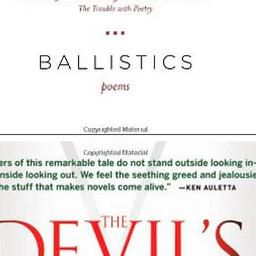 The Trouble with Poetry
BALLISTICS
poems
Copyrighted Material
Copyrighted Material
ers of this remarkable tale do not stand outside looking in—
nside looking out. We feel the seething greed and jealousie
he stuff that makes novels come alive." —KEN AULETTA
THE
DEVIL'S